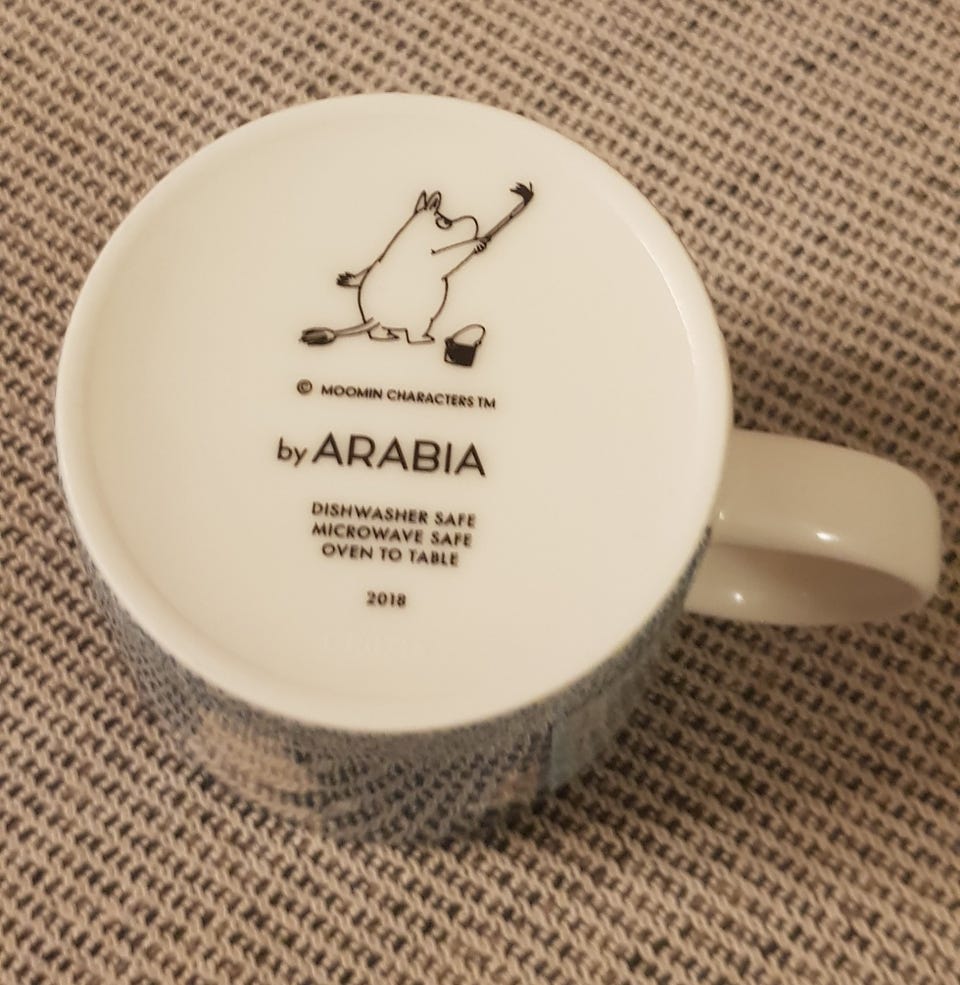 © MOOMIN CHARACTERS TM
by ARABIA
DISHWASHER SAFE
MICROWAVE SAFE
OVEN TO TABLE
2018